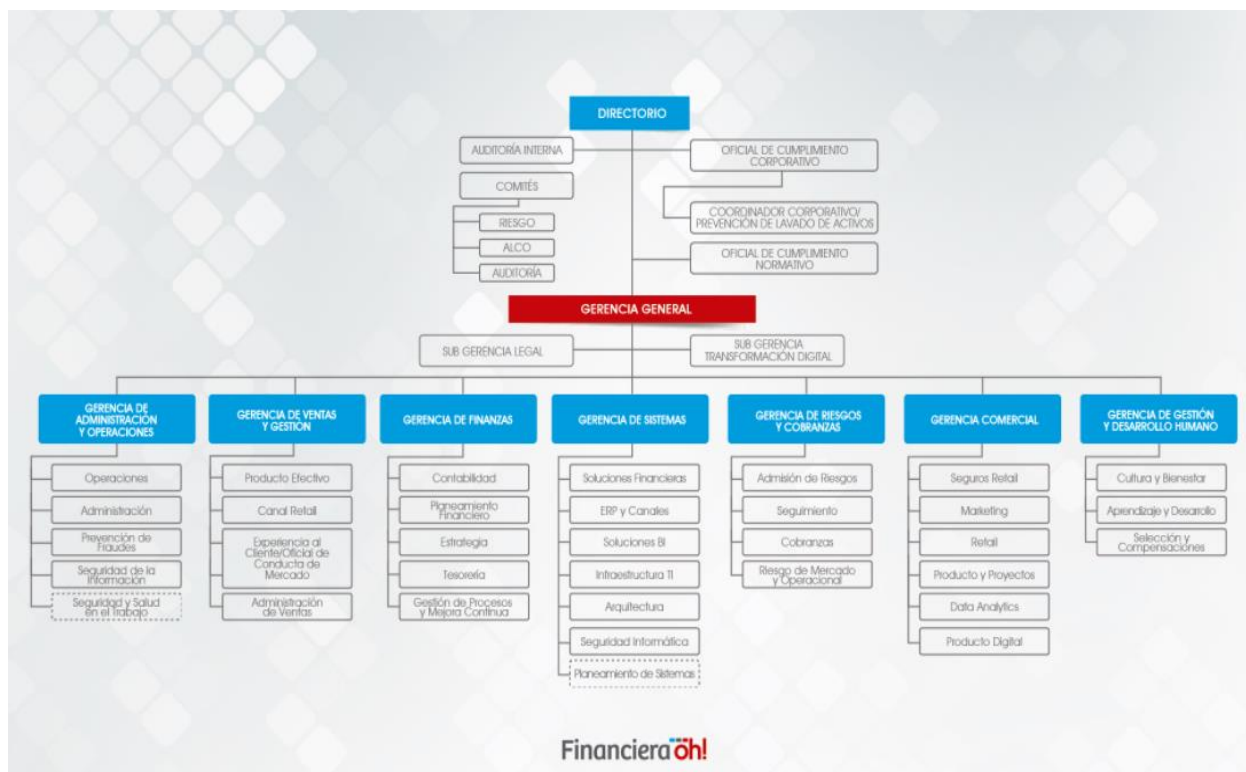 DIRECTORIO
AUDITORÍA INTERNA
OFICIAL DE CUMPLIMIENTO
CORPORATIVO
COMITÉS
RIESGO
ALCO
AUDITORÍA
COORDINADOR CORPORATIVO/
PREVENCIÓN DE LAVADO DE ACTIVOS
OFICIAL DE CUMPLIMIENTO
NORMATIVO
GERENCIA GENERAL
SUB GERENCIA LEGAL
SUB GERENCIA
TRANSFORMACIÓN DIGITAL
GERENCIA DE
ADMINISTRACIÓN
Y OPERACIONES
Operaciones
Administración
Prevención de
Fraudes
Seguridad de la
Información
Seguridad y Salud
en el Trabajo
GERENCIA DE VENTAS
Y GESTIÓN
Producto Efectivo
Canal Retail
Experiencia al
Cliente/Oficial de
Conducta de
Mercado
Administración
de Ventas
GERENCIA DE FINANZAS
Contabilidad
Planeamiento
Financiero
Estrategia
Tesorería
Gestión de Procesos
y Mejora Contínua
GERENCIA DE SISTEMAS
Soluciones Financieras
ERP y Canales
Soluciones BI
Infraestructura TI
Arquitectura
Seguridad Informática
Planeamiento de Sistemas
GERENCIA DE RIESGOS
Y COBRANZAS
Admisión de Riesgos
Seguimiento
Cobranzas
Riesgo de Mercado
y Operacional
GERENCIA COMERCIAL
Seguros Retail
Marketing
Retail
Producto y Proyectos
Data Analytics
Producto Digital
GERENCIA DE GESTIÓN
Y DESARROLLO HUMANO
Cultura y Bienestar
Aprendizaje y Desarrollo
Selección y
Compensaciones
Financiera öh!